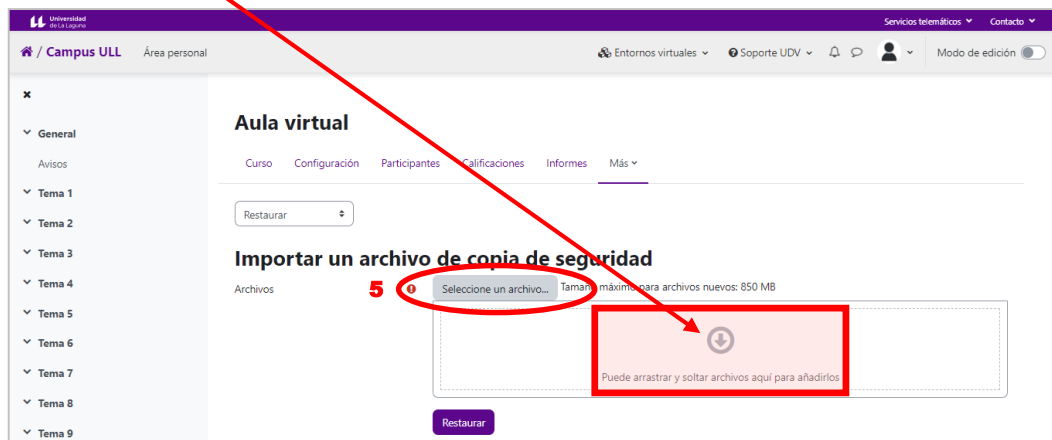 Universidad
de La Laguna
Servicios telemáticos
Contacto
/ Campus ULL
Área personal
Entornos virtuales
Soporte UDV
Modo de edición
General
Avisos
Tema 1
Tema 2
Tema 3
Tema 4
Tema 5
Tema 6
Tema 7
Tema 8
Tema 9
Aula virtual
Curso Configuración Participantes Calificaciones Informes Más
Restaurar
Importar un archivo de copia de seguridad
Archivos
5
Seleccione un archivo...
Tamaño máximo para archivos nuevos: 850 MB
Puede arrastrar y soltar archivos aquí para añadirlos
Restaurar